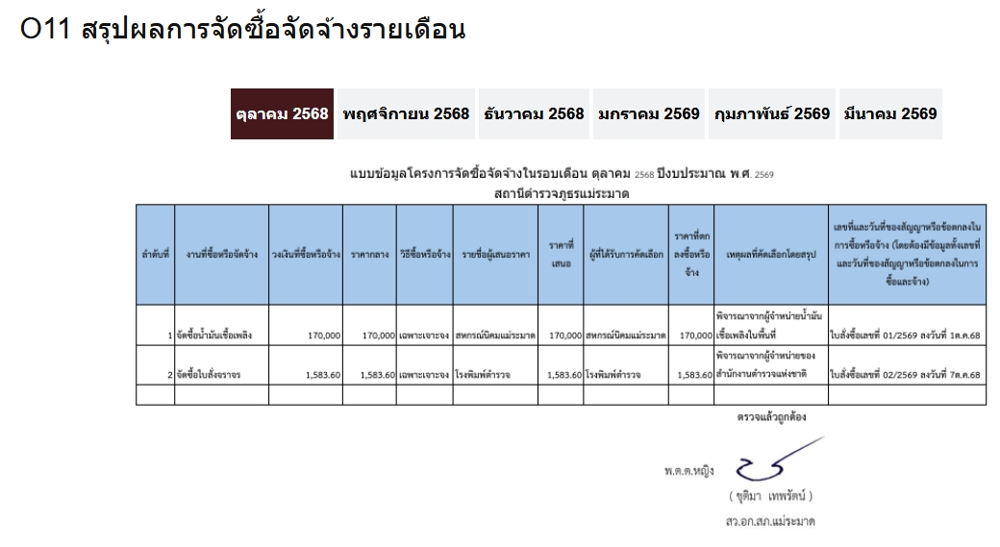 O11 สรุปผลการจัดซื้อจัดจ้างรายเดือน
ตุลาคม 2568 พฤศจิกายน 2568 ธันวาคม 2568 มกราคม 2569 กุมภาพันธ์ 2569 มีนาคม 2569
แบบข้อมูลโครงการจัดซื้อจัดจ้างในรอบเดือน ตุลาคม 2568 ปีงบประมาณ พ.ศ. 2569
สถานีตำรวจภูธรแม่ระมาด
ลำดับที่ งานที่ซื้อหรือจัดจ้าง วงเงินที่ซื้อหรือจ้าง ราคากลาง วิธีซื้อหรือจ้าง รายชื่อผู้เสนอราคา
ราคาที่
เสนอ
ผู้ที่ได้รับการคัดเลือก
ราคาที่ตก
ลงซื้อหรือ
จ้าง
เหตุผลที่คัดเลือกโดยสรุป
เลขที่และวันที่ของสัญญาหรือข้อตกลงใน
การซื้อหรือจ้าง (โดยต้องมีข้อมูลทั้งเลขที่
และวันที่ของสัญญาหรือข้อตกลงในการ
ซื้อและจ้าง)
1 จัดซื้อน้ำมันเชื้อเพลิง 170,000 170,000 เฉพาะเจาะจง สหกรณ์นิคมแม่ระมาด 170,000 สหกรณ์นิคมแม่ระมาด 170,000
พิจารณาจากผู้จำหน่ายน้ำมัน
เชื้อเพลิงในพื้นที่
ใบสั่งซื้อเลขที่ 01/2569 ลงวันที่ 1ต.ค.68
2 จัดซื้อใบสั่งจราจร 1,583.60 1,583.60 เฉพาะเจาะจง โรงพิมพ์ตำรวจ 1,583.60 โรงพิมพ์ตำรวจ 1,583.60
พิจารณาจากผู้จำหน่ายของ
สำนักงานตำรวจแห่งชาติ
ใบสั่งซื้อเลขที่ 02/2569 ลงวันที่ 7ต.ค.68
ตรวจแล้วถูกต้อง
พ.ต.ต.หญิง
( ชุติมา เทพรัตน์ )
สว.อก.สภ.แม่ระมาด